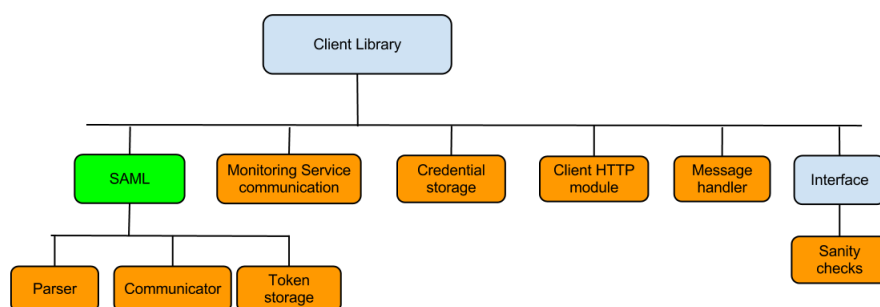 Client Library
SAML
Monitoring Service
communication
Credential
storage
Client HTTP
module
Message
handler
Interface
Parser
Communicator
Token
storage
Sanity
checks